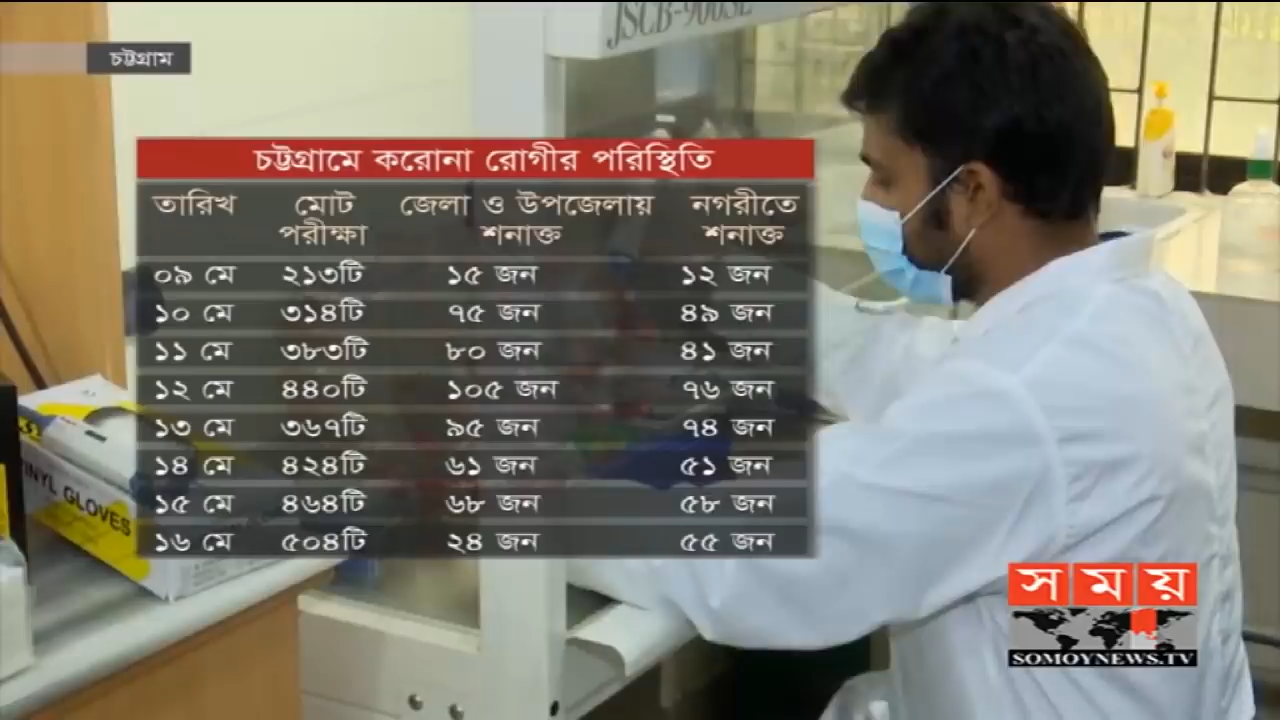 JSCB-900SL
চট্টগ্রাম
চট্টগ্রামে করোনা রোগীর পরিস্থিতি
তারিখ মোট পরীক্ষা জেলা ও উপজেলায় শনাক্ত নগরীতে শনাক্ত
০৯ মে ২১৩টি ১৫ জন ১২ জন
১০ মে ৩১৪টি ৭৫ জন ৪৯ জন
১১ মে ৩৮৩টি ৮০ জন ৪১ জন
১২ মে ৪৪০টি ১০৫ জন ৭৬ জন
১৩ মে ৩৬৭টি ৯৫ জন ৭৪ জন
১৪ মে ৪২৪টি ৬১ জন ৫১ জন
১৫ মে ৪৬৪টি ৬৮ জন ৫৮ জন
১৬ মে ৫০৪টি ২৪ জন ৫৫ জন
VINYL GLOVES
সময়
SOMOYNEWS.TV